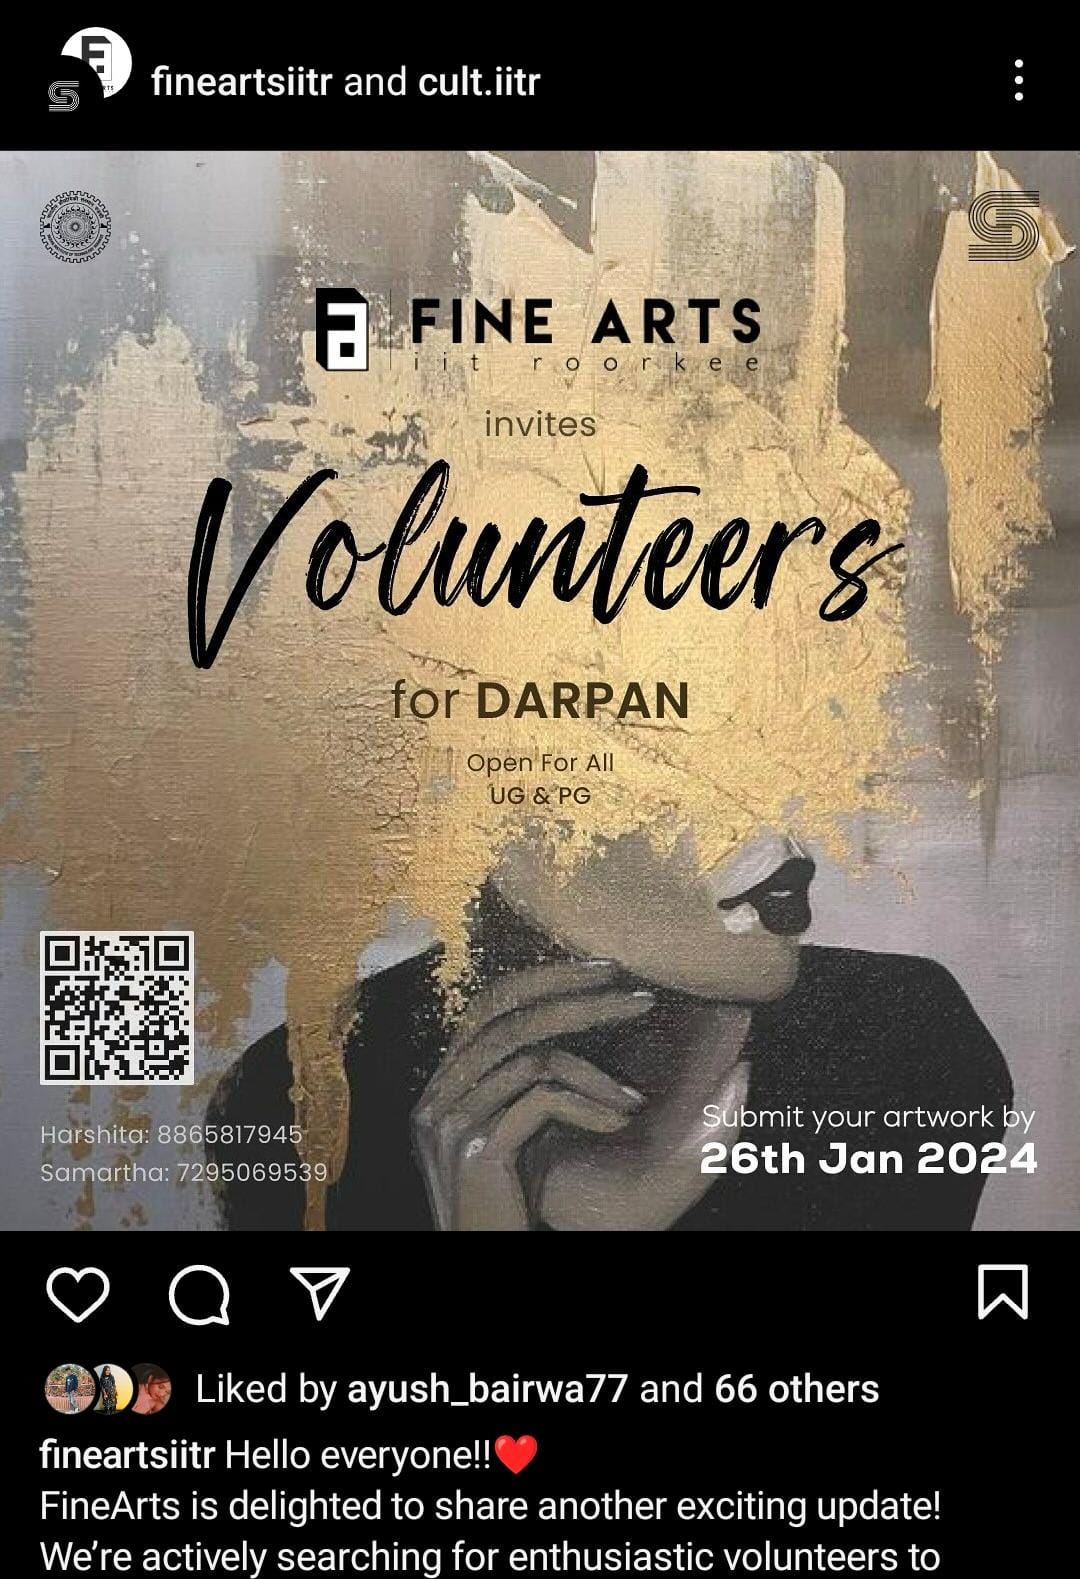 fineartsiitr and cult.iitr
FINE ARTS
iit roorkee
invites
Volunteers
for DARPAN
Open For All
UG & PG
Harshita: 8865817945
Samartha: 7295069539
Submit your artwork by
26th Jan 2024
Liked by ayush_bairwa77 and 66 others
fineartsiitr Hello everyone!!❤️
FineArts is delighted to share another exciting update!
We’re actively searching for enthusiastic volunteers to